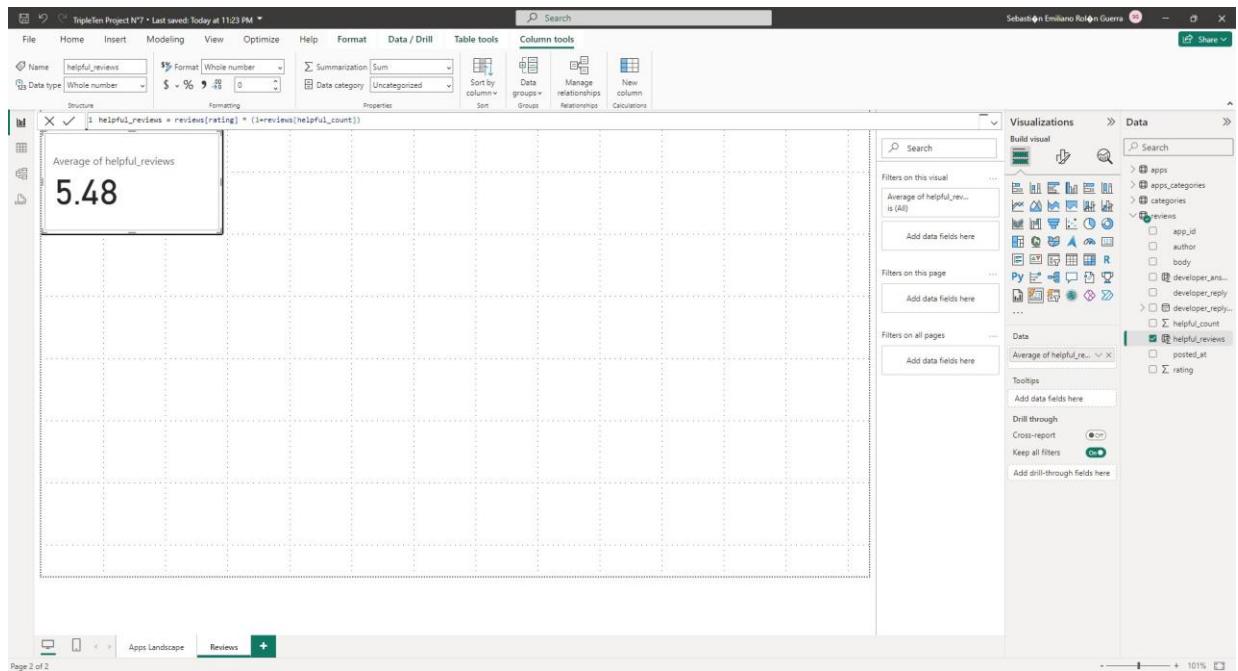 TripleTen Project N°7 • Last saved: Today at 11:23 PM
Search
Sebasti�n Emiliano Rol�n Guerra
File Home Insert Modeling View Optimize Help Format Data / Drill Table tools Column tools
Share
Name helpful_reviews
Format Whole number
Summarization Sum
Data type Whole number
$ % 0
Data category Uncategorized
Sort by column
Data groups
Manage relationships
New column
Structure Formatting Properties Sort Groups Relationships Calculations
1 helpful_reviews = reviews[rating] * (1+reviews[helpful_count])
Average of helpful_reviews
5.48
Search
Filters on this visual ...
Average of helpful_rev...
is (All)
Add data fields here
Filters on this page ...
Add data fields here
Filters on all pages ...
Add data fields here
Visualizations
Build visual
R
Py
...
Data
Average of helpful_re...
Tooltips
Add data fields here
Drill through
Cross-report Off
Keep all filters On
Add drill-through fields here
Data
Search
apps
apps_categories
categories
reviews
app_id
author
body
developer_ans...
developer_reply
developer_reply...
helpful_count
helpful_reviews
posted_at
rating
Apps Landscape Reviews +
Page 2 of 2
101%